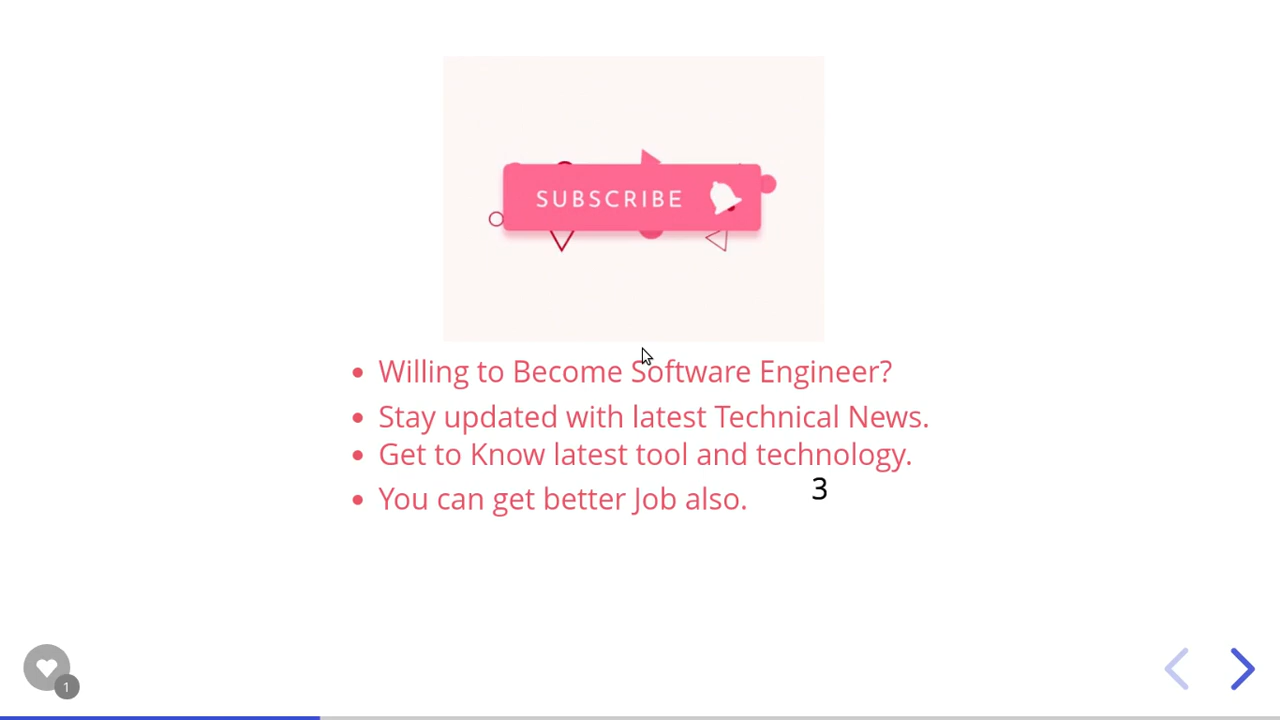 SUBSCRIBE
Willing to Become Software Engineer?
Stay updated with latest Technical News.
Get to Know latest tool and technology.
You can get better Job also.
3
1